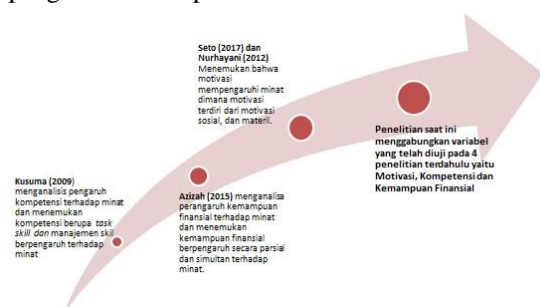 Seto (2017) dan
Nurhayani (2012)
Menemukan bahwa
motivasi
mempengaruhi minat
dimana motivasi
terdiri dari motivasi
sosial, dan materil.
Penelitian saat ini
menggabungkan variabel
yang telah diuji pada 4
penelitian terdahulu yaitu
Motivasi, Kompetensi dan
Kemampuan Finansial
Kusuma (2009)
menganilisis pengaruh
kompetensi terhadap minat
dan menemukan
kompetensi berupa task
skill dan manajemen skil
berpengaruh terhadap
minat
Azizah (2015) menganalisa
perangaruh kemampuan
finansial terhadap minat
dan menemukan
kemampuan finansial
berpengaruh secara parsial
dan simultan terhadap
minat.